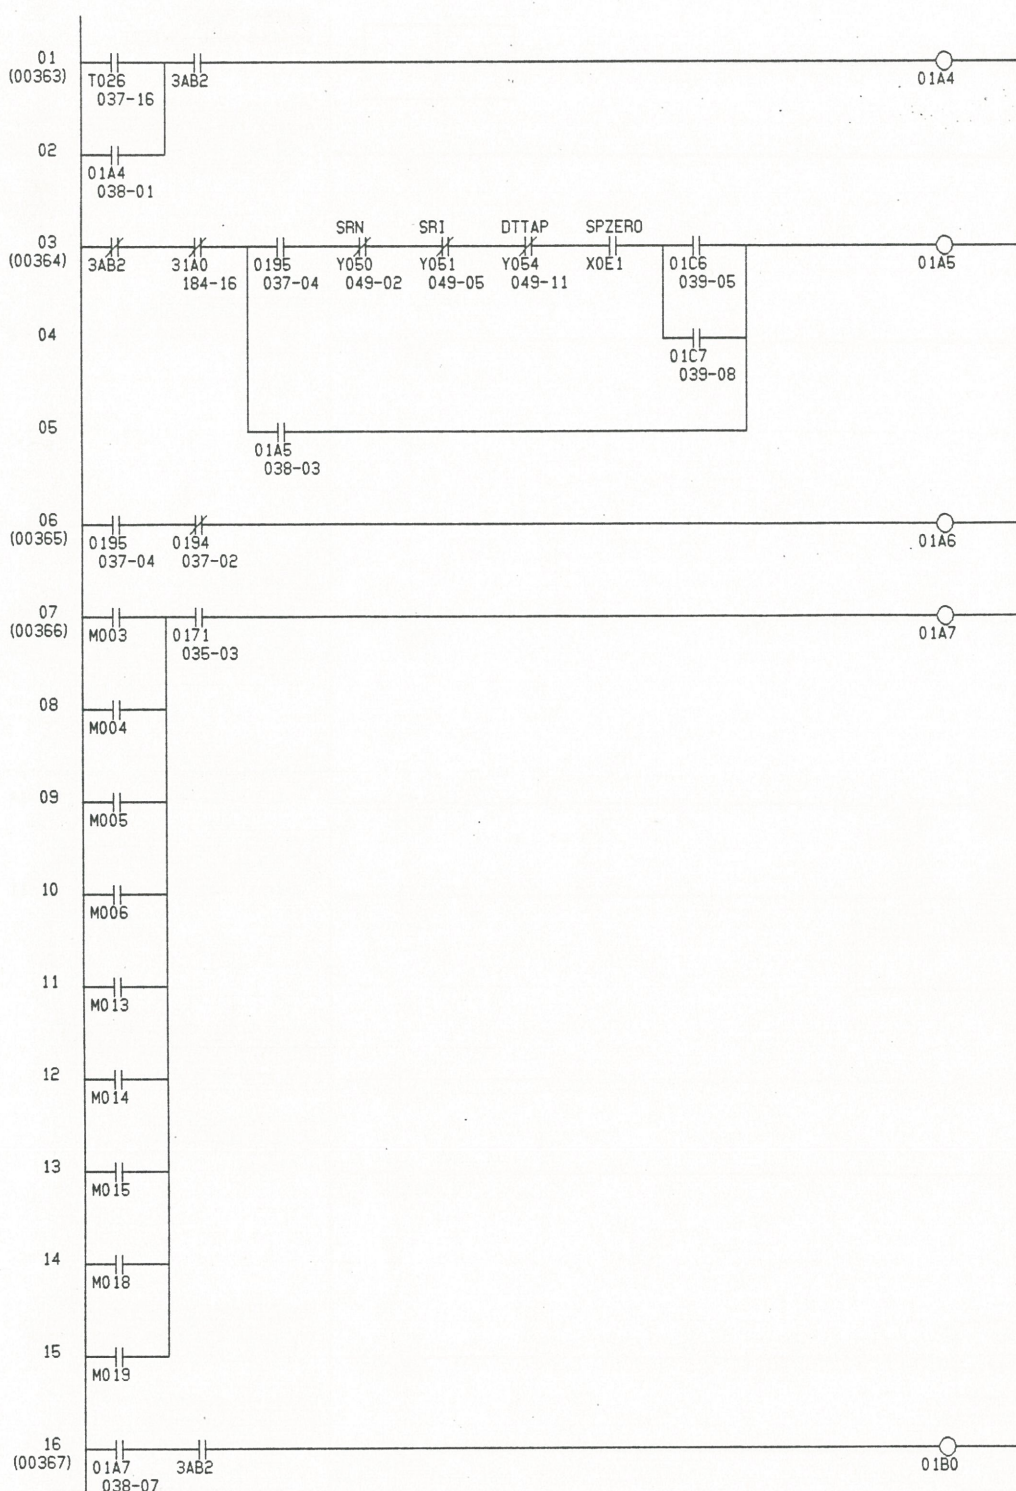 01
(00363) T026 3AB2 01A4
037-16
02
01A4
038-01
SRN SRI DTTAP SPZERO
03
(00364) 3AB2 31A0 0195 Y050 Y051 Y054 X0E1 01C6 01A5
184-16 037-04 049-02 049-05 049-11 039-05
04
01C7
039-08
05
01A5
038-03
06
(00365) 0195 0194 01A6
037-04 037-02
07
(00366) M003 0171 01A7
035-03
08
M004
09
M005
10
M006
11
M013
12
M014
13
M015
14
M018
15
M019
16
(00367) 01A7 3AB2 01B0
038-07